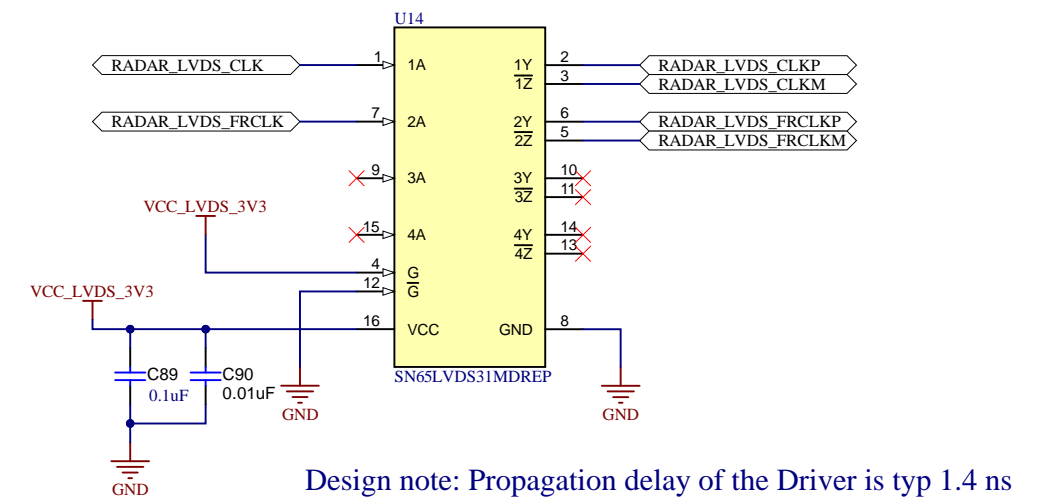 U14
RADAR_LVDS_CLK 1 1A 1Y 2 RADAR_LVDS_CLKP
1Z 3 RADAR_LVDS_CLKM
RADAR_LVDS_FRCLK 7 2A 2Y 6 RADAR_LVDS_FRCLKP
2Z 5 RADAR_LVDS_FRCLKM
9 3A 3Y 10
3Z 11
VCC_LVDS_3V3
15 4A 4Y 14
4Z 13
4 G
12 G
VCC_LVDS_3V3
16 VCC GND 8
C89 C90
0.1uF 0.01uF
SN65LVDS31MDREP
GND GND
GND
Design note: Propagation delay of the Driver is typ 1.4 ns